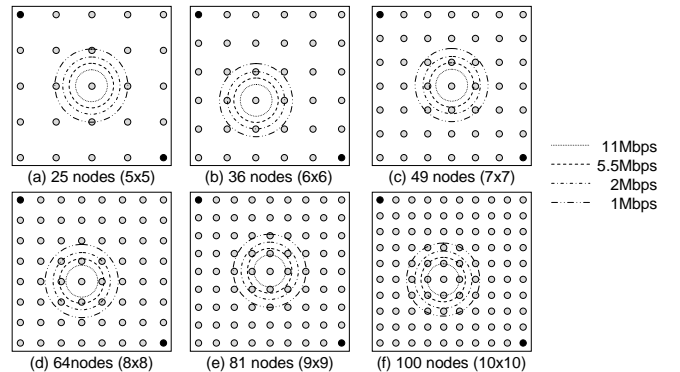 (a) 25 nodes (5x5)
(b) 36 nodes (6x6)
(c) 49 nodes (7x7)
11Mbps
5.5Mbps
2Mbps
1Mbps
(d) 64nodes (8x8)
(e) 81 nodes (9x9)
(f) 100 nodes (10x10)